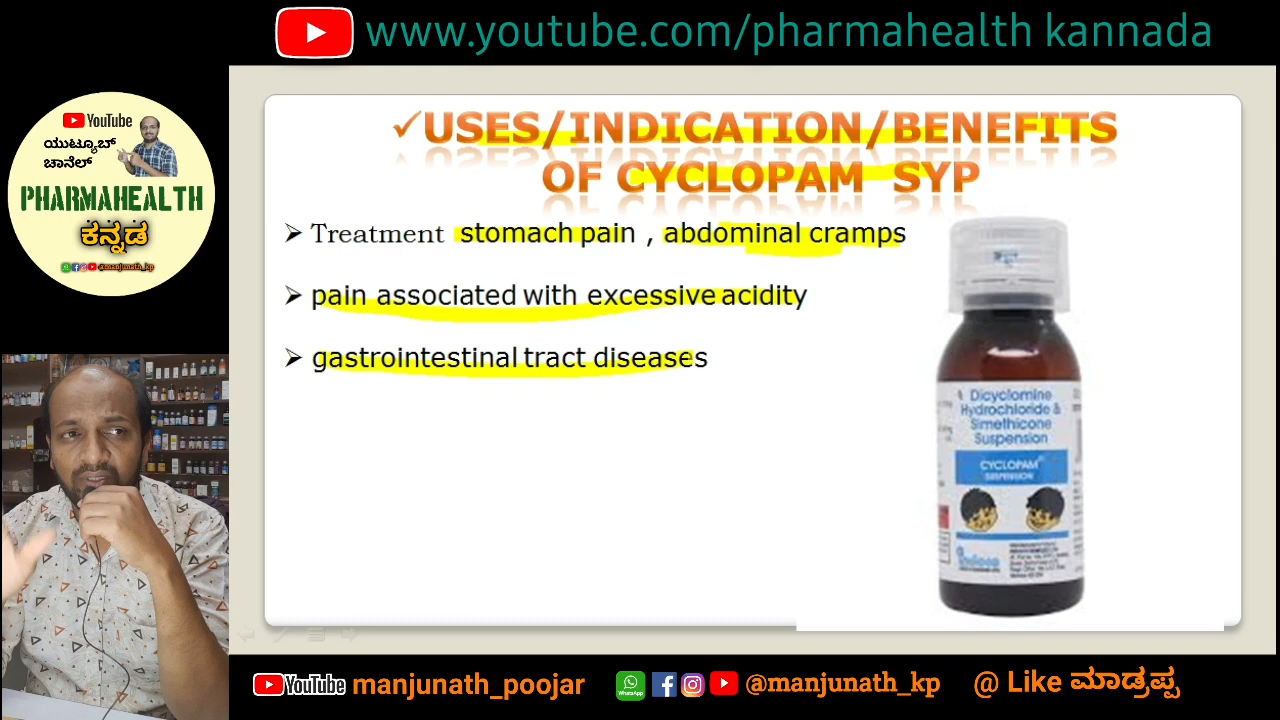 www.youtube.com/pharmahealth kannada
YouTube
ಯುಟ್ಯೂಬ್
ಚಾನೆಲ್
PHARMAHEALTH
ಕನ್ನಡ
@manjunath_kp
✓USES/INDICATION/BENEFITS
OF CYCLOPAM SYP
➢ Treatment stomach pain , abdominal cramps
➢ pain associated with excessive acidity
➢ gastrointestinal tract diseases
Dicyclomine
Hydrochloride &
Simethicone
Suspension
CYCLOPAM
SUSPENSION
YouTube manjunath_poojar
WhatsApp
@manjunath_kp
@ Like ಮಾಡ್ರಪ್ಪ